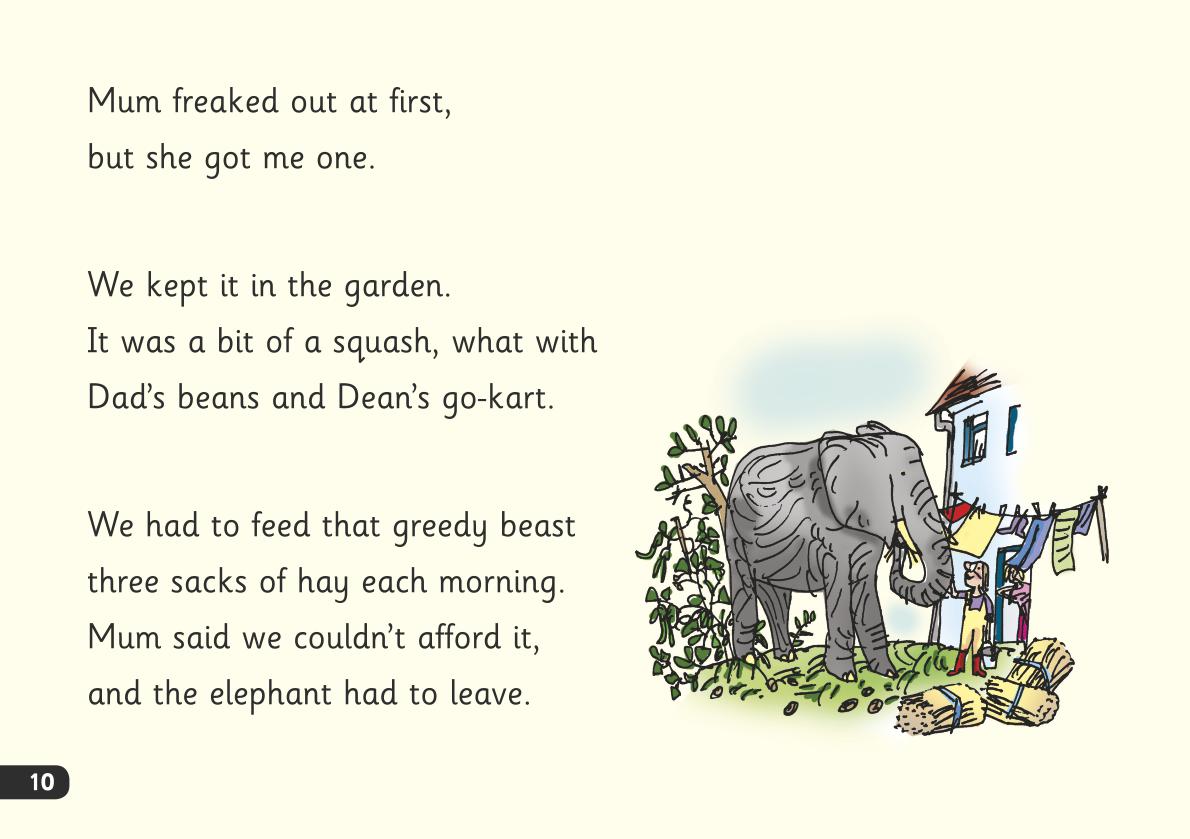 Mum freaked out at first,
but she got me one.
We kept it in the garden.
It was a bit of a squash, what with
Dad’s beans and Dean’s go-kart.
We had to feed that greedy beast
three sacks of hay each morning.
Mum said we couldn’t afford it,
and the elephant had to leave.
10